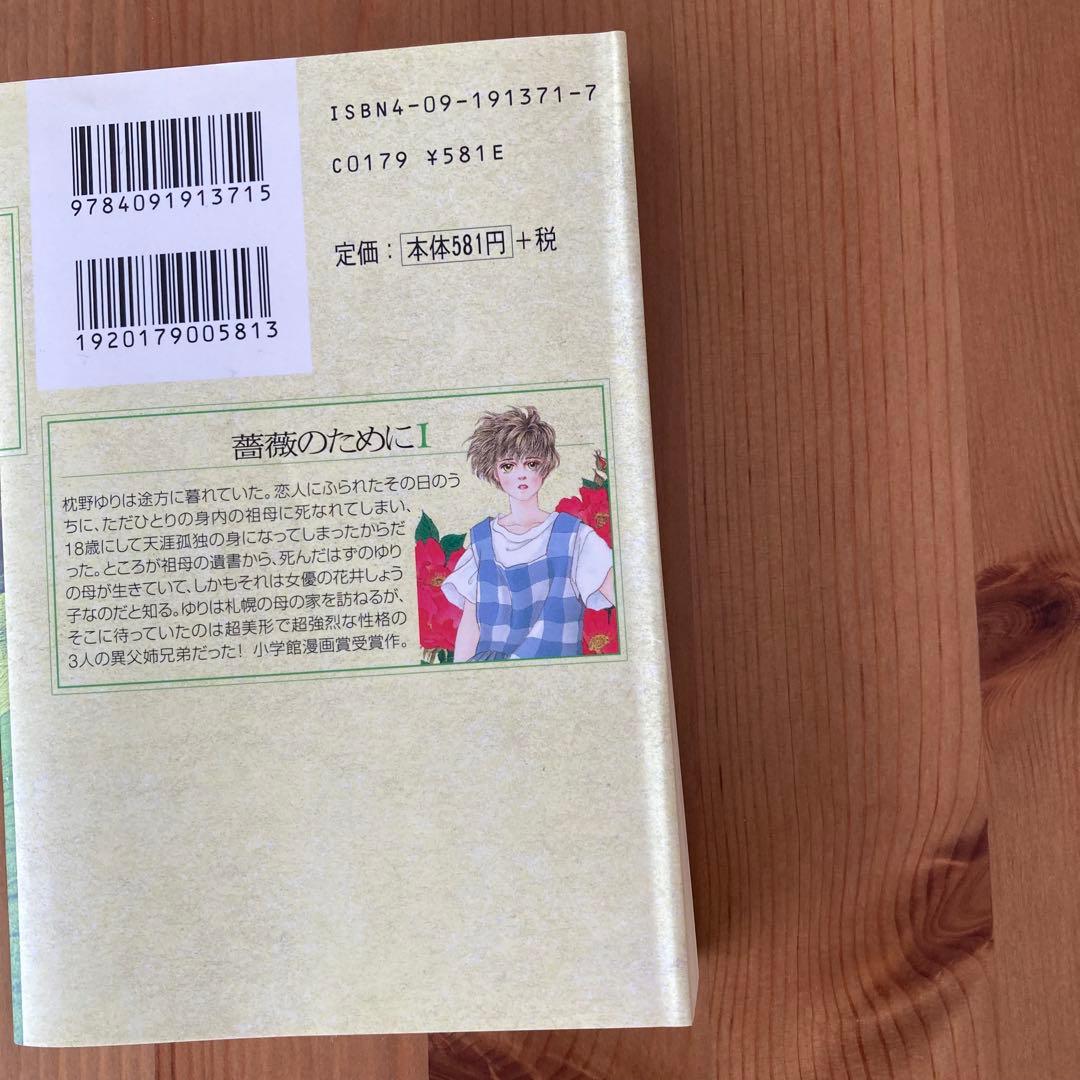 ISBN4-09-191371-7
C0179 ¥581E
9784091913715
定価：本体581円+税
1920179005813
薔薇のためにI
枕野ゆりは途方に暮れていた。恋人にふられたその日のう
ちに、ただひとりの身内の祖母に死なれてしまい、
18歳にして天涯孤独の身になってしまったからだ
った。ところが祖母の遺書から、死んだはずのゆり
の母が生きていて、しかもそれは女優の花井しょう
子なのだと知る。ゆりは札幌の母の家を訪ねるが、
そこに待っていたのは超美形で超強烈な性格の
3人の異父姉兄弟だった！ 小学館漫画賞受賞作。